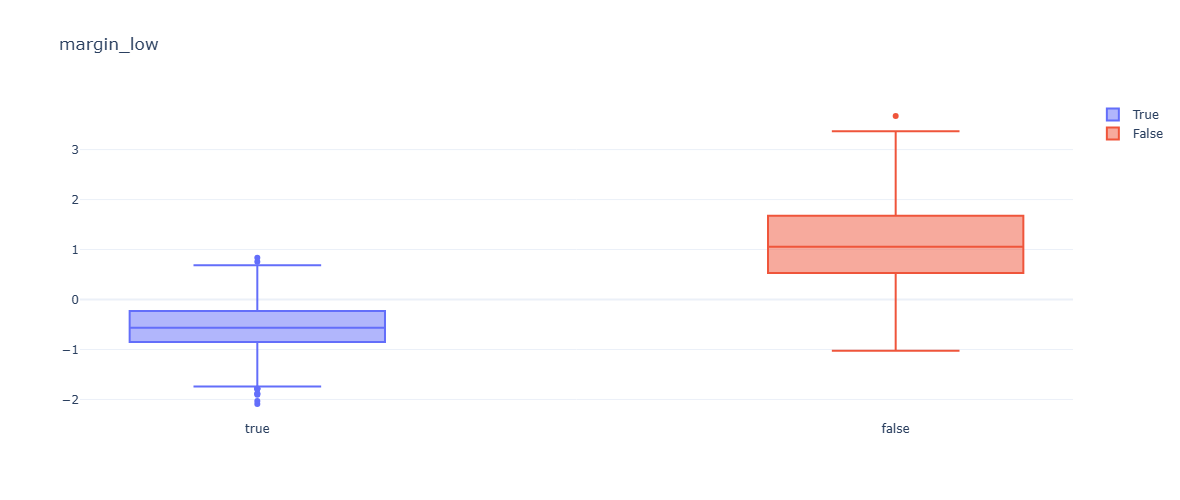 margin_low
True
False
3
2
1
0
−1
−2
true
false